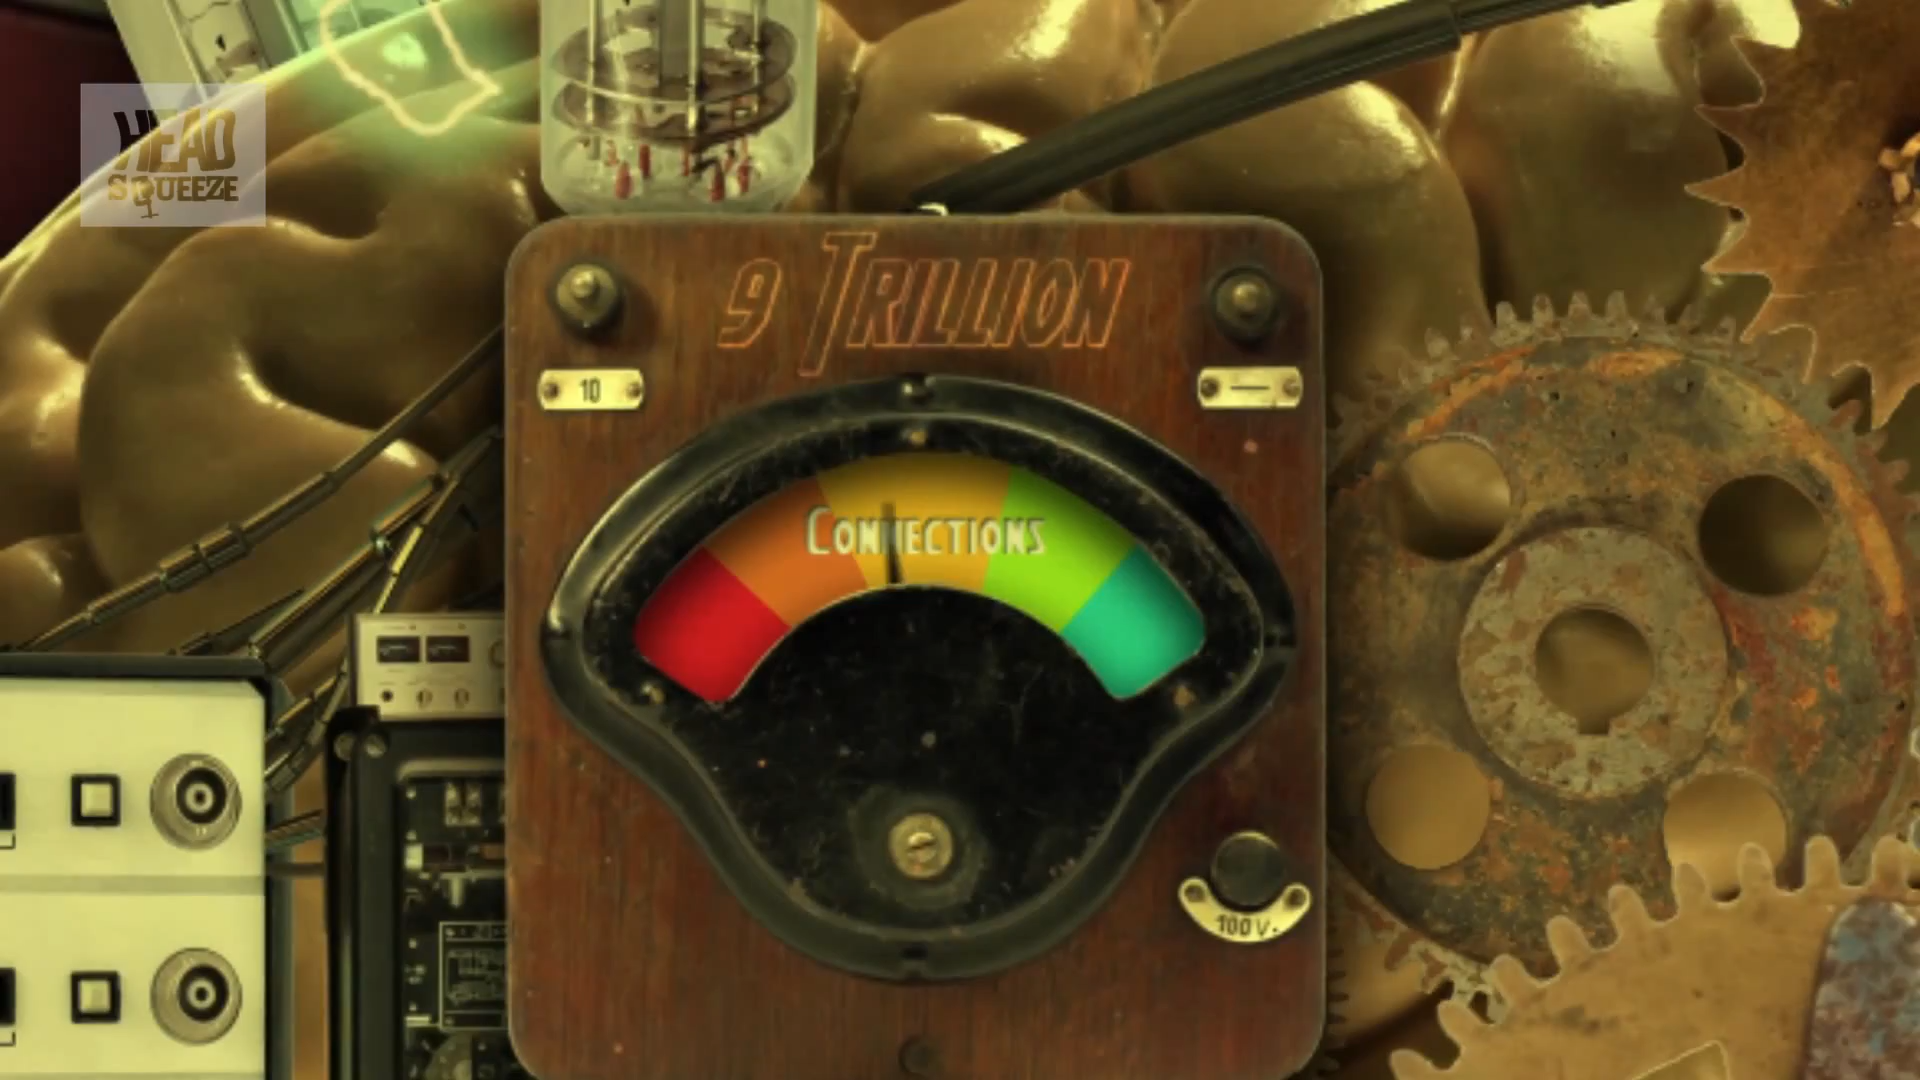 HEAD
SQUEEZE
9 TRILLION
10
CONNECTIONS
100 V.